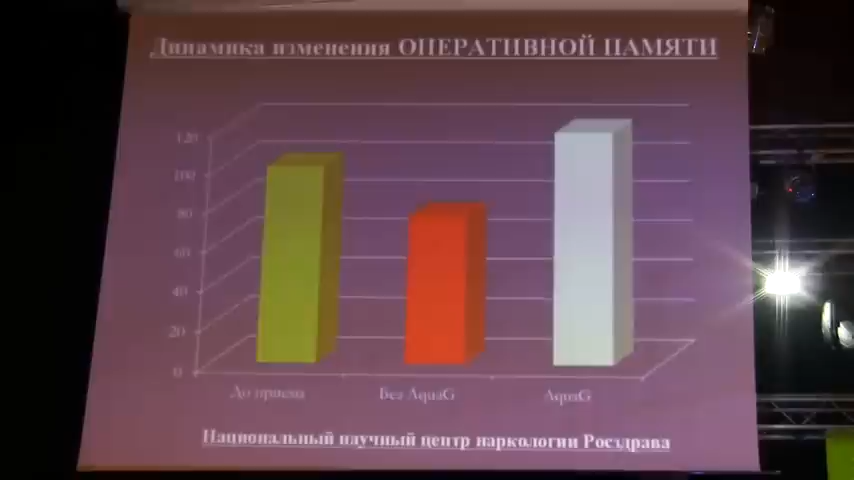 Динамика изменения ОПЕРАТИВНОЙ ПАМЯТИ
120
100
80
60
40
20
0
До приема Без AquaG AquaG
Национальный научный центр наркологии Росздрава